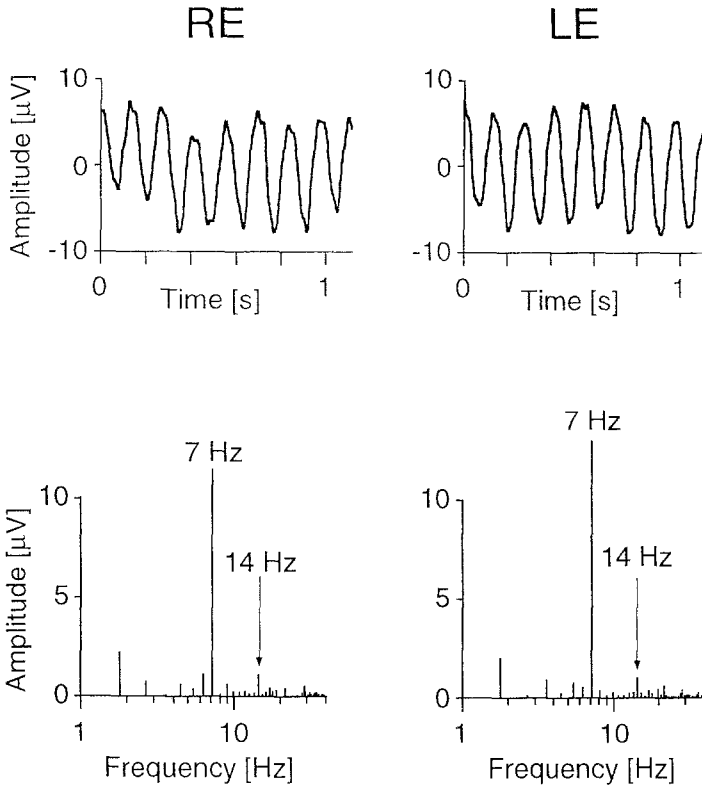 RE LE
Amplitude [μV]
10
0
-10
0 1
Time [s]
10
0
-10
0 1
Time [s]
Amplitude [μV]
7 Hz
10
14 Hz
5
0
1 10
Frequency [Hz]
7 Hz
10
14 Hz
5
0
1 10
Frequency [Hz]